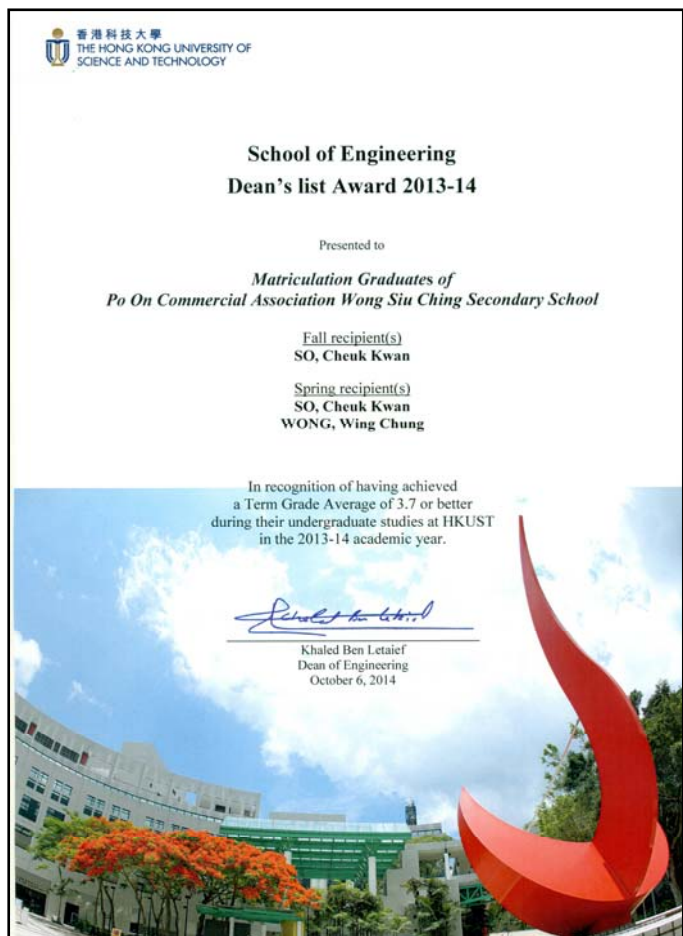 香港科技大學
THE HONG KONG UNIVERSITY OF
SCIENCE AND TECHNOLOGY
School of Engineering
Dean's list Award 2013-14
Presented to
Matriculation Graduates of
Po On Commercial Association Wong Siu Ching Secondary School
Fall recipient(s)
SO, Cheuk Kwan
Spring recipient(s)
SO, Cheuk Kwan
WONG, Wing Chung
In recognition of having achieved
a Term Grade Average of 3.7 or better
during their undergraduate studies at HKUST
in the 2013-14 academic year.
Khaled Ben Letaief
Khaled Ben Letaief
Dean of Engineering
October 6, 2014